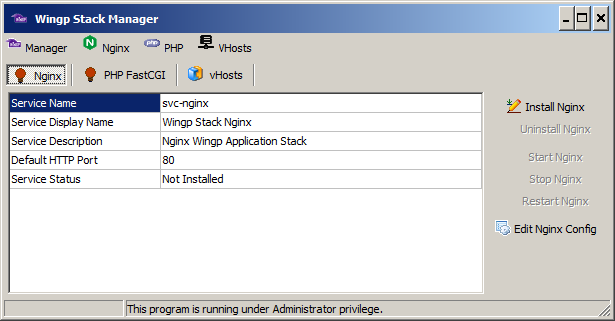 Wingp Stack Manager
Manager Nginx PHP VHosts
Nginx PHP FastCGI vHosts
Service Name svc-nginx
Service Display Name Wingp Stack Nginx
Service Description Nginx Wingp Application Stack
Default HTTP Port 80
Service Status Not Installed
Install Nginx
Uninstall Nginx
Start Nginx
Stop Nginx
Restart Nginx
Edit Nginx Config
This program is running under Administrator privilege.